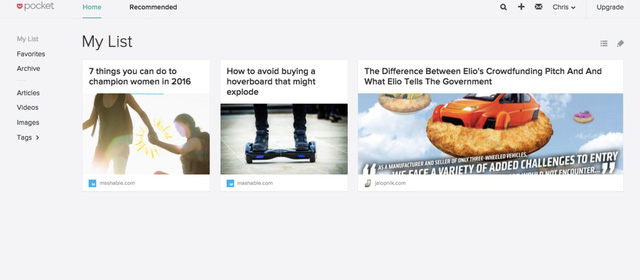 pocket
Home
Recommended
Chris
Upgrade
My List
Favorites
Archive
Articles
Videos
Images
Tags
My List
7 things you can do to
champion women in 2016
mashable.com
How to avoid buying a
hoverboard that might
explode
mashable.com
The Difference Between Elio's Crowdfunding Pitch And And
What Elio Tells The Government
"AS A MANUFACTURER AND SELLER OF ONLY THREE-WHEELED VEHICLES,
WE FACE A VARIETY OF ADDED CHALLENGES TO ENTRY
WOULD NOT ENCOUNTER..."
jalopnik.com